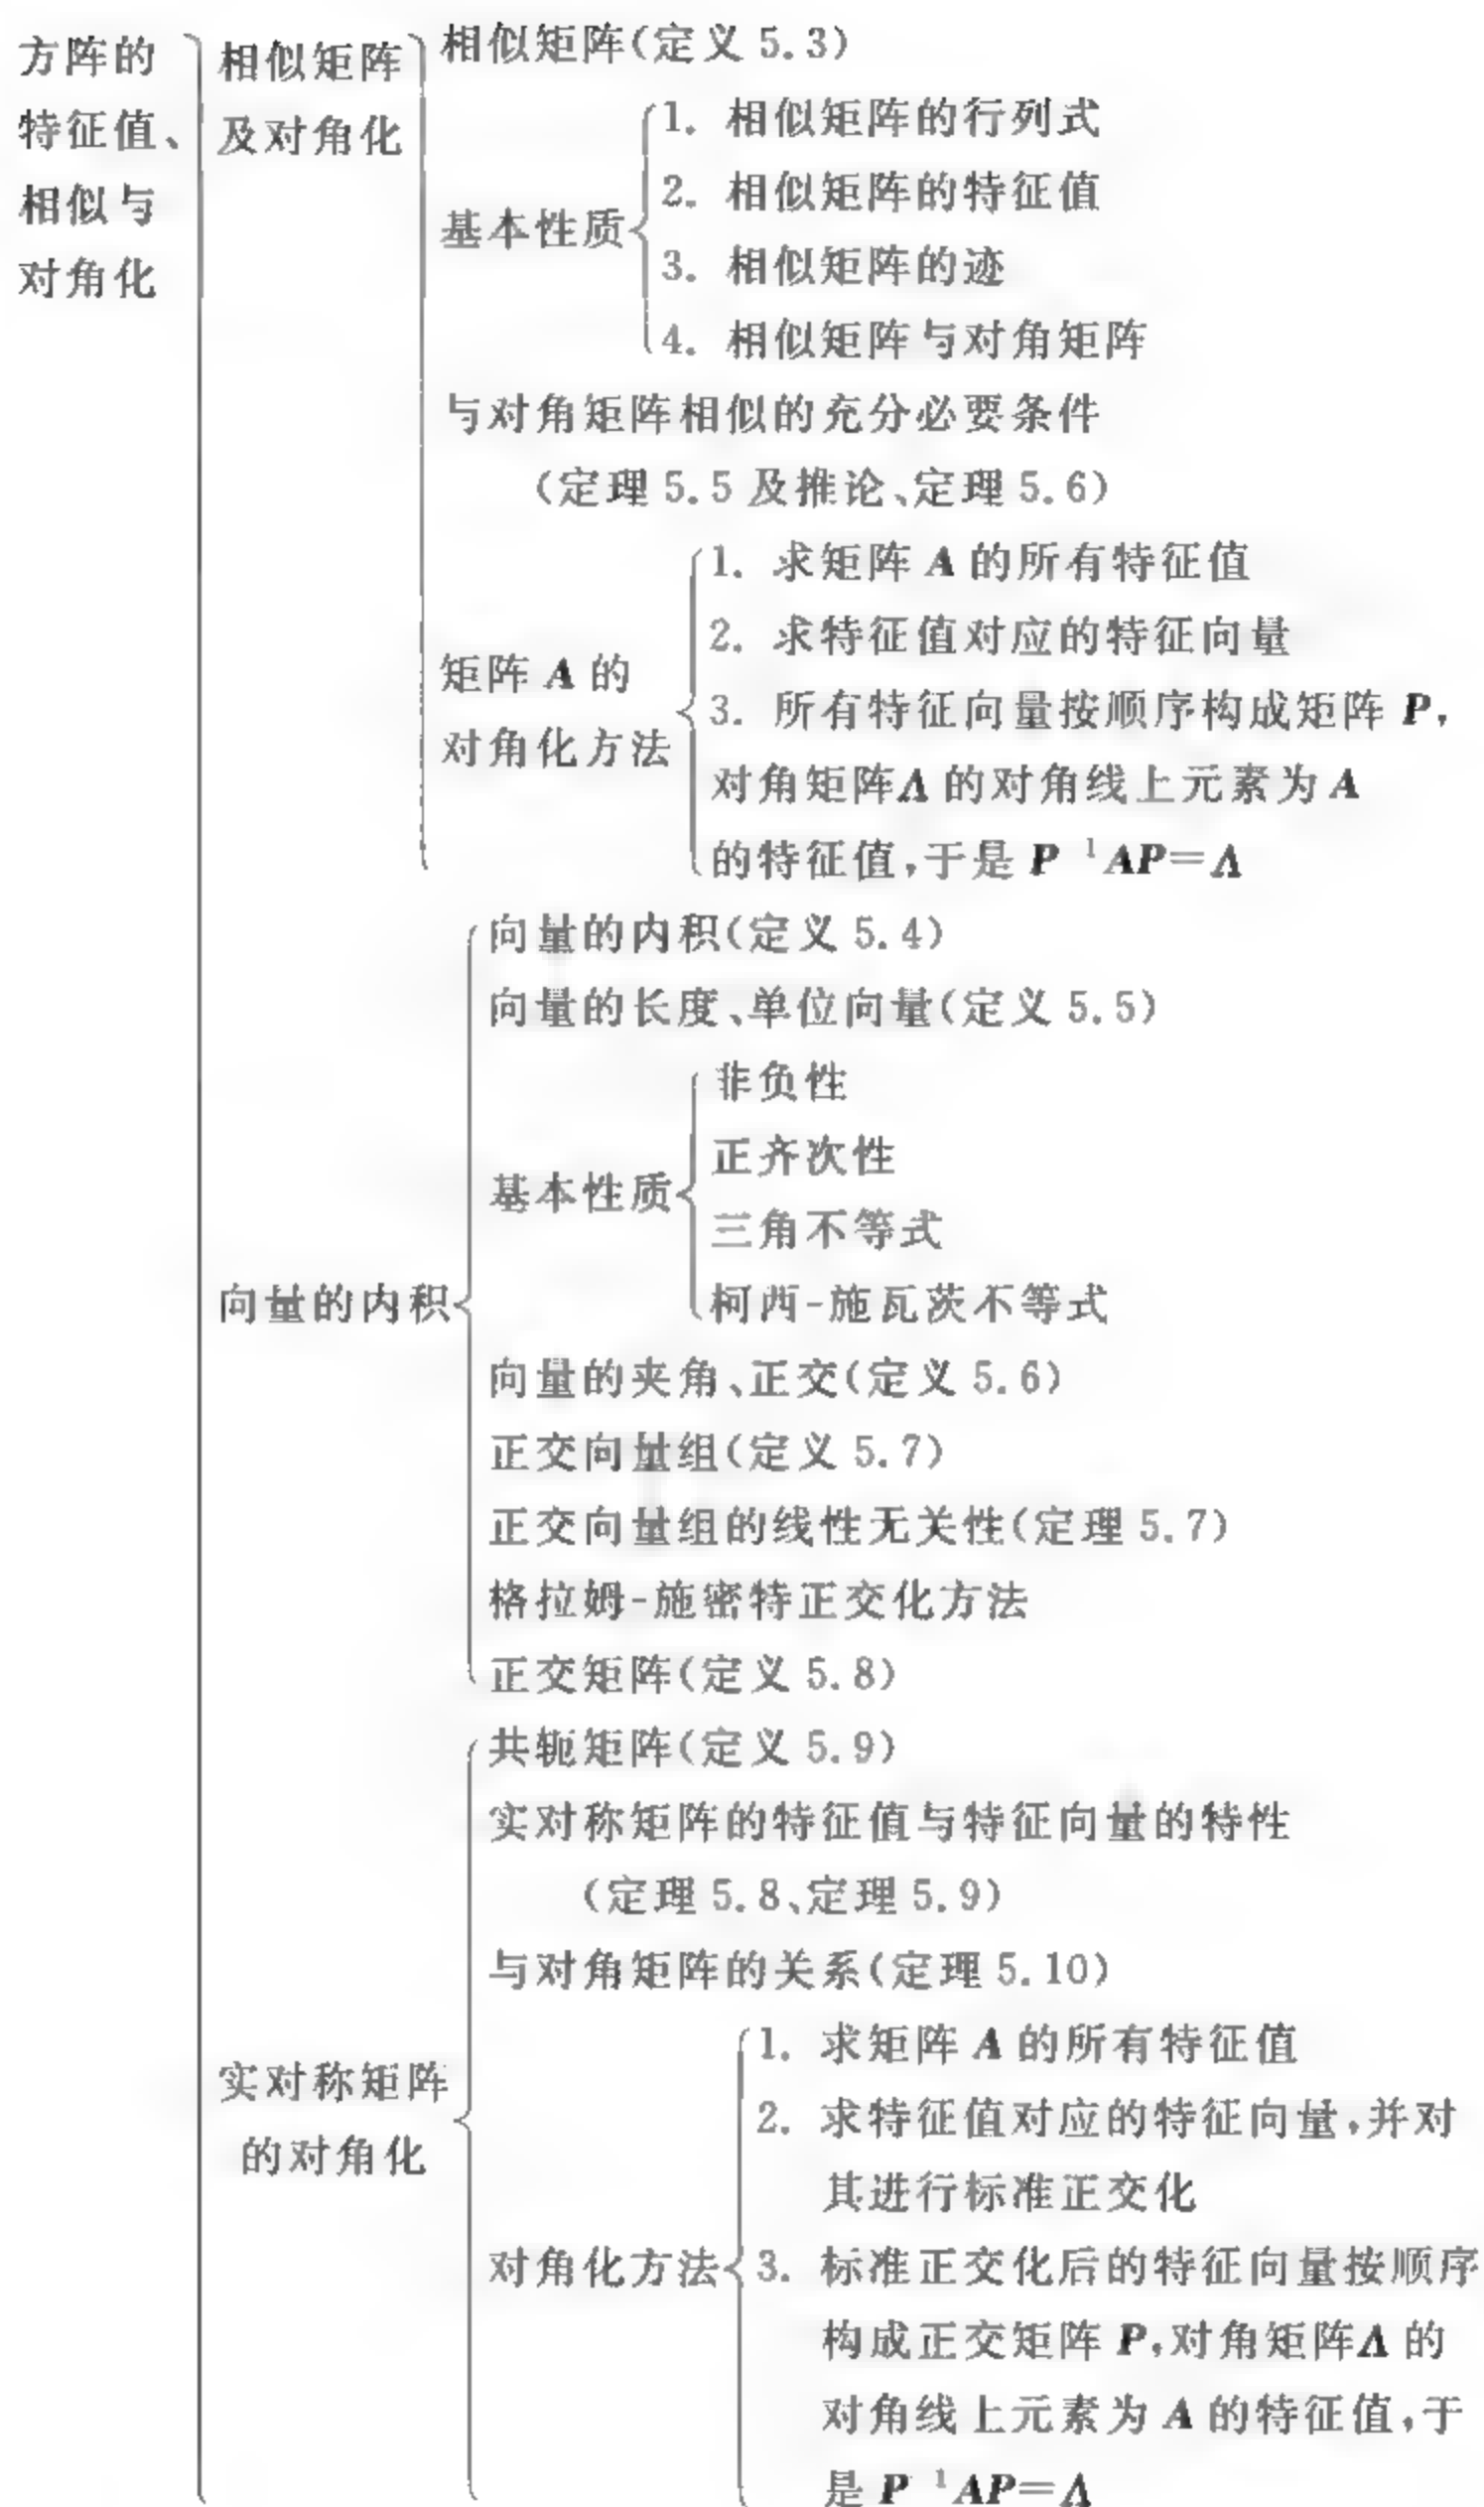 方阵的
特征值、
相似与
对角化
相似矩阵
及对角化
相似矩阵(定义 5.3)
基本性质
1. 相似矩阵的行列式
2. 相似矩阵的特征值
3. 相似矩阵的迹
4. 相似矩阵与对角矩阵
与对角矩阵相似的充分必要条件
(定理 5.5 及推论、定理 5.6)
矩阵 A 的
对角化方法
1. 求矩阵 A 的所有特征值
2. 求特征值对应的特征向量
3. 所有特征向量按顺序构成矩阵 P,
对角矩阵Λ 的对角线上元素为 A
的特征值,于是 P⁻¹AP=Λ
向量的内积
向量的内积(定义 5.4)
向量的长度、单位向量(定义 5.5)
基本性质
非负性
正齐次性
三角不等式
柯西-施瓦茨不等式
向量的夹角、正交(定义 5.6)
正交向量组(定义 5.7)
正交向量组的线性无关性(定理 5.7)
格拉姆-施密特正交化方法
正交矩阵(定义 5.8)
实对称矩阵
的对角化
共轭矩阵(定义 5.9)
实对称矩阵的特征值与特征向量的特性
(定理 5.8、定理 5.9)
与对角矩阵的关系(定理 5.10)
对角化方法
1. 求矩阵 A 的所有特征值
2. 求特征值对应的特征向量,并对
其进行标准正交化
3. 标准正交化后的特征向量按顺序
构成正交矩阵 P,对角矩阵Λ 的
对角线上元素为 A 的特征值,于
是 P⁻¹AP=Λ